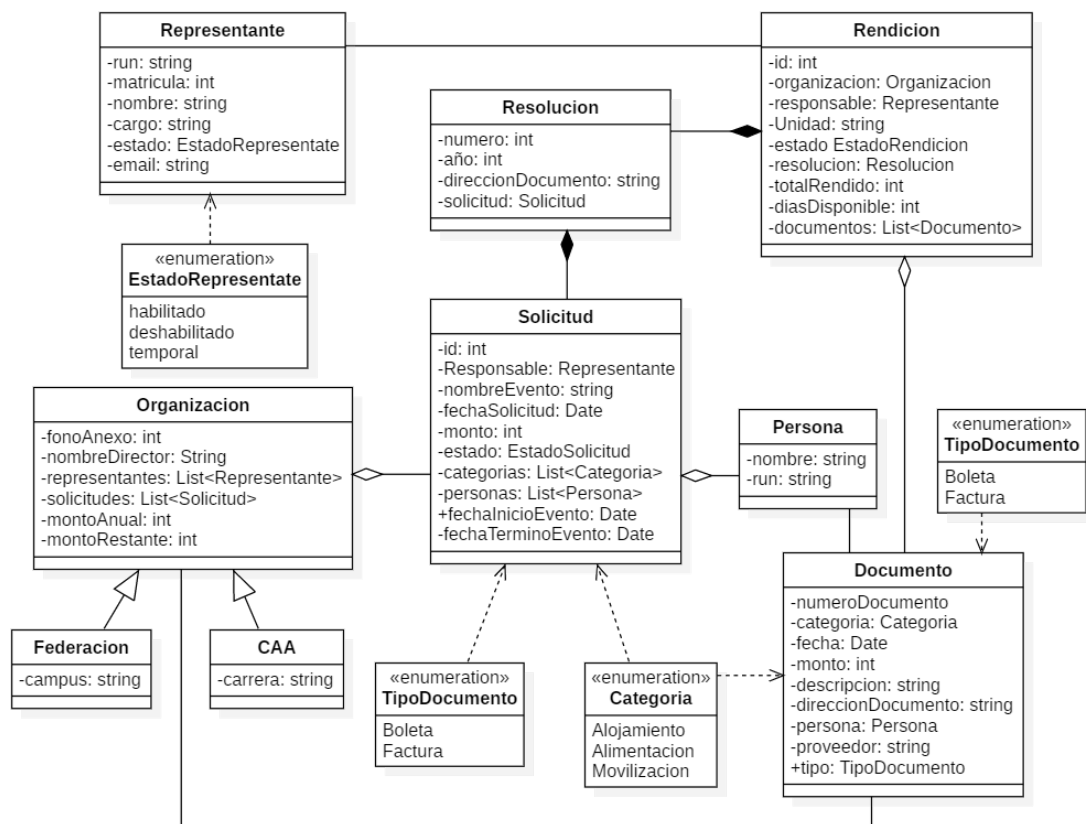 Representante
-run: string
-matricula: int
-nombre: string
-cargo: string
-estado: EstadoRepresentate
-email: string
Rendicion
-id: int
-organizacion: Organizacion
-responsable: Representante
-Unidad: string
-estado EstadoRendicion
-resolucion: Resolucion
-totalRendido: int
-diasDisponible: int
-documentos: List<Documento>
Resolucion
-numero: int
-año: int
-direccionDocumento: string
-solicitud: Solicitud
«enumeration»
EstadoRepresentate
habilitado
deshabilitado
temporal
Solicitud
-id: int
-Responsable: Representante
-nombreEvento: string
-fechaSolicitud: Date
-monto: int
-estado: EstadoSolicitud
-categorias: List<Categoria>
-personas: List<Persona>
+fechaInicioEvento: Date
-fechaTerminoEvento: Date
Organizacion
-fonoAnexo: int
-nombreDirector: String
-representantes: List<Representante>
-solicitudes: List<Solicitud>
-montoAnual: int
-montoRestante: int
Persona
-nombre: string
-run: string
«enumeration»
TipoDocumento
Boleta
Factura
Federacion
-campus: string
CAA
-carrera: string
«enumeration»
TipoDocumento
Boleta
Factura
«enumeration»
Categoría
Alojamiento
Alimentacion
Movilizacion
Documento
-numeroDocumento
-categoria: Categoria
-fecha: Date
-monto: int
-descripcion: string
-direccionDocumento: string
-persona: Persona
-proveedor: string
+tipo: TipoDocumento